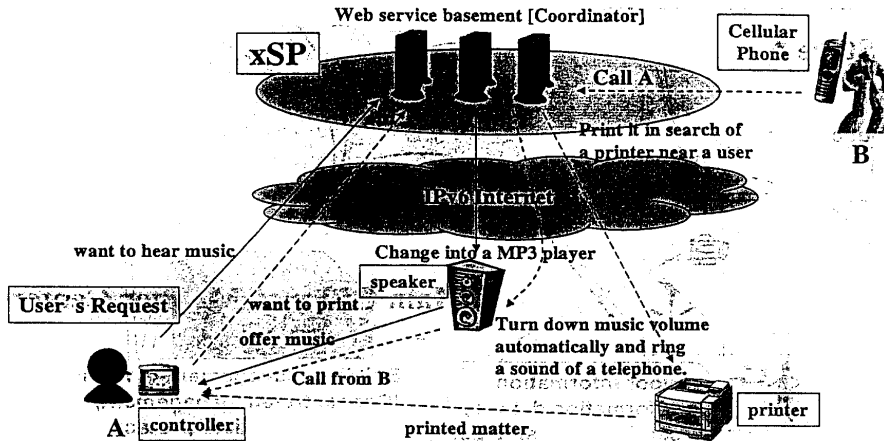 Web service basement [Coordinator]
xSP
Cellular
Phone
Call A
Print it in search of
a printer near a user
B
IPv6 Internet
want to hear music
Change into a MP3 player
speaker
User's Request
want to print
offer music
Turn down music volume
automatically and ring
a sound of a telephone.
Call from B
A
controller
printer
printed matter